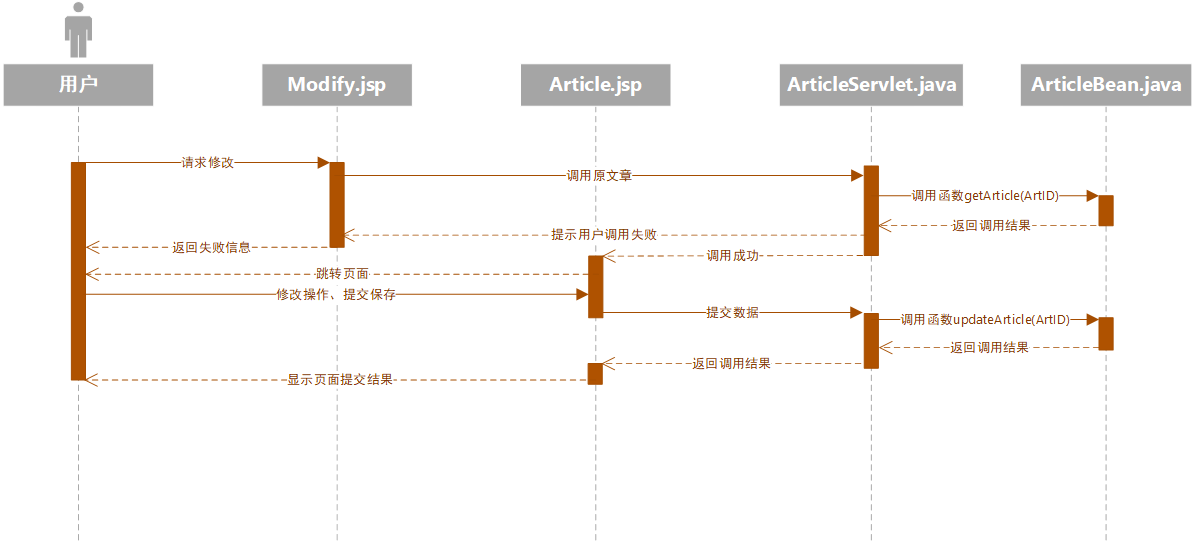 用户
Modify.jsp
Article.jsp
ArticleServlet.java
ArticleBean.java
请求修改
调用原文章
调用函数getArticle(ArtID)
返回调用结果
提示用户调用失败
返回失败信息
调用成功
跳转页面
修改操作、提交保存
提交数据
调用函数updateArticle(ArtID)
返回调用结果
返回调用结果
显示页面提交结果